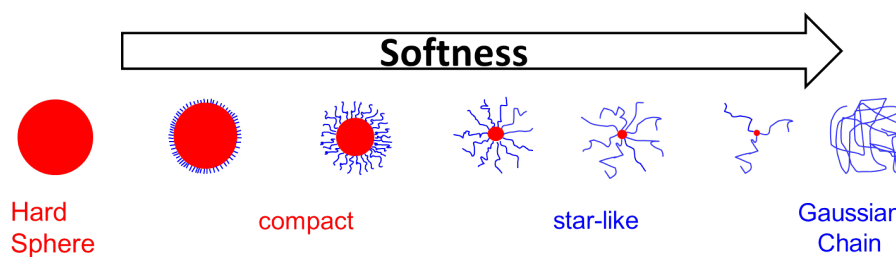 Softness
Hard
Sphere
compact
star-like
Gaussian
Chain